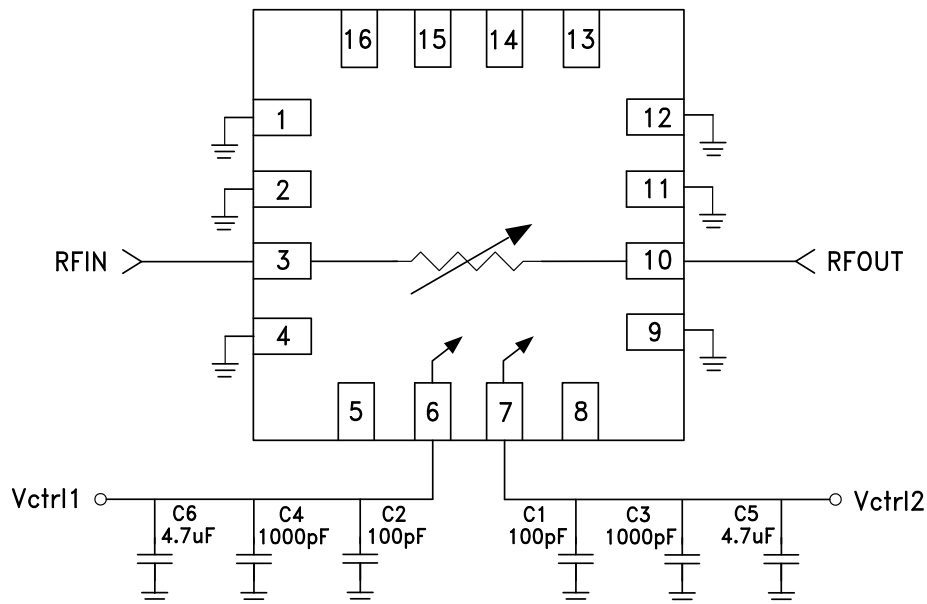 16 15 14 13
1 12
2 11
RFIN 3 10 RFOUT
4 9
5 6 7 8
Vctrl1 Vctrl2
C6 C4 C2 C1 C3 C5
4.7uF 1000pF 100pF 100pF 1000pF 4.7uF